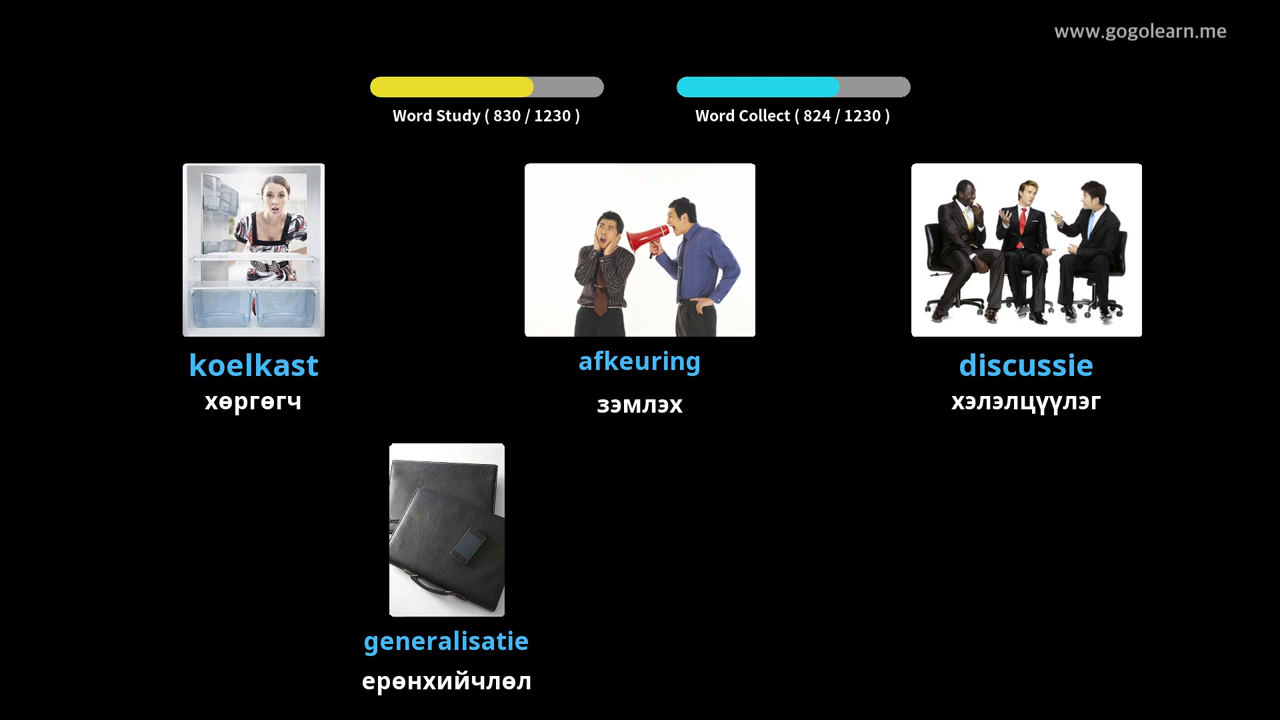 www.gogolearn.me
Word Study ( 830 / 1230 )
Word Collect ( 824 / 1230 )
koelkast
хөргөгч
afkeuring
зэмлэх
discussie
хэлэлцүүлэг
generalisatie
ерөнхийчлөл